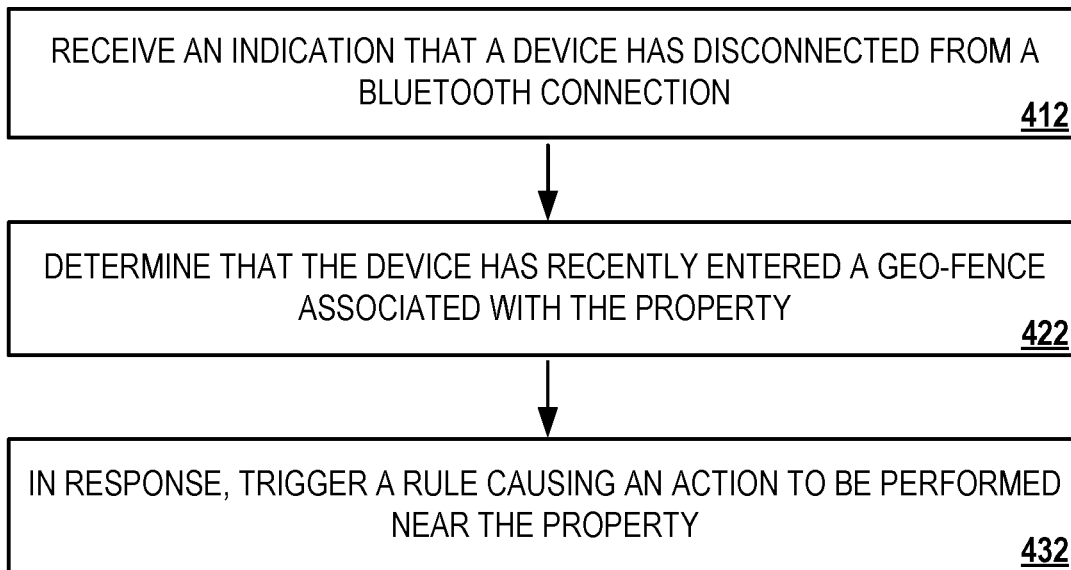 RECEIVE AN INDICATION THAT A DEVICE HAS DISCONNECTED FROM A
BLUETOOTH CONNECTION
412
DETERMINE THAT THE DEVICE HAS RECENTLY ENTERED A GEO-FENCE
ASSOCIATED WITH THE PROPERTY
422
IN RESPONSE, TRIGGER A RULE CAUSING AN ACTION TO BE PERFORMED
NEAR THE PROPERTY
432